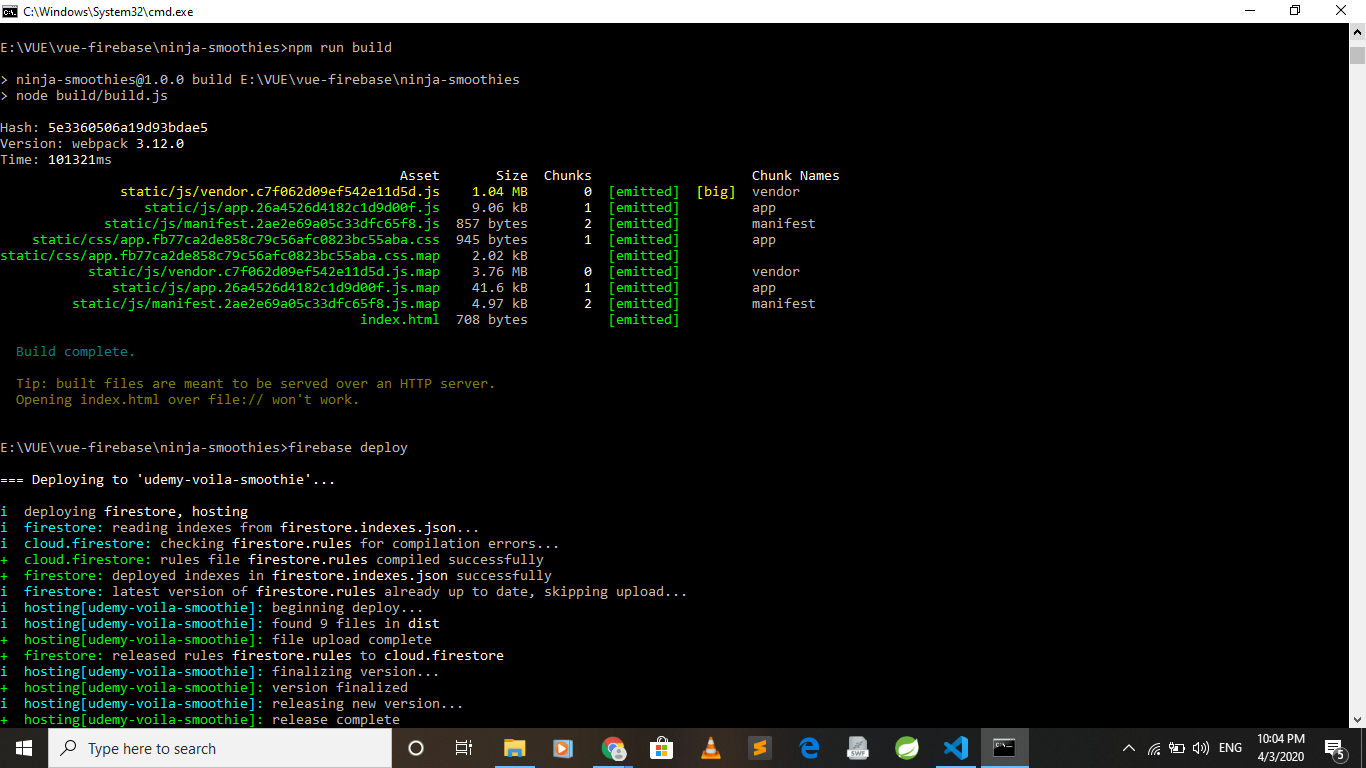 C:\Windows\System32\cmd.exe
E:\VUE\vue-firebase\ninja-smoothies>npm run build
> ninja-smoothies@1.0.0 build E:\VUE\vue-firebase\ninja-smoothies
> node build/build.js
Hash: 5e3360506a19d93bdae5
Version: webpack 3.12.0
Time: 101321ms
Asset Size Chunks Chunk Names
static/js/vendor.c7f062d09ef542e11d5d.js 1.04 MB 0 [emitted] [big] vendor
static/js/app.26a4526d4182c1d9d00f.js 9.06 kB 1 [emitted] app
static/js/manifest.2ae2e69a05c33dfc65f8.js 857 bytes 2 [emitted] manifest
static/css/app.fb77ca2de858c79c56afc0823bc55aba.css 945 bytes 1 [emitted] app
static/css/app.fb77ca2de858c79c56afc0823bc55aba.css.map 2.02 kB [emitted]
static/js/vendor.c7f062d09ef542e11d5d.js.map 3.76 MB 0 [emitted] vendor
static/js/app.26a4526d4182c1d9d00f.js.map 41.6 kB 1 [emitted] app
static/js/manifest.2ae2e69a05c33dfc65f8.js.map 4.97 kB 2 [emitted] manifest
index.html 708 bytes [emitted]
Build complete.
Tip: built files are meant to be served over an HTTP server.
Opening index.html over file:// won't work.
E:\VUE\vue-firebase\ninja-smoothies>firebase deploy
=== Deploying to 'udemy-voila-smoothie'...
i deploying firestore, hosting
i firestore: reading indexes from firestore.indexes.json...
i cloud.firestore: checking firestore.rules for compilation errors...
+ cloud.firestore: rules file firestore.rules compiled successfully
+ firestore: deployed indexes in firestore.indexes.json successfully
i firestore: latest version of firestore.rules already up to date, skipping upload...
i hosting[udemy-voila-smoothie]: beginning deploy...
i hosting[udemy-voila-smoothie]: found 9 files in dist
+ hosting[udemy-voila-smoothie]: file upload complete
+ firestore: released rules firestore.rules to cloud.firestore
i hosting[udemy-voila-smoothie]: finalizing version...
+ hosting[udemy-voila-smoothie]: version finalized
i hosting[udemy-voila-smoothie]: releasing new version...
+ hosting[udemy-voila-smoothie]: release complete
Type here to search
SWF
ENG
10:04 PM
4/3/2020
5